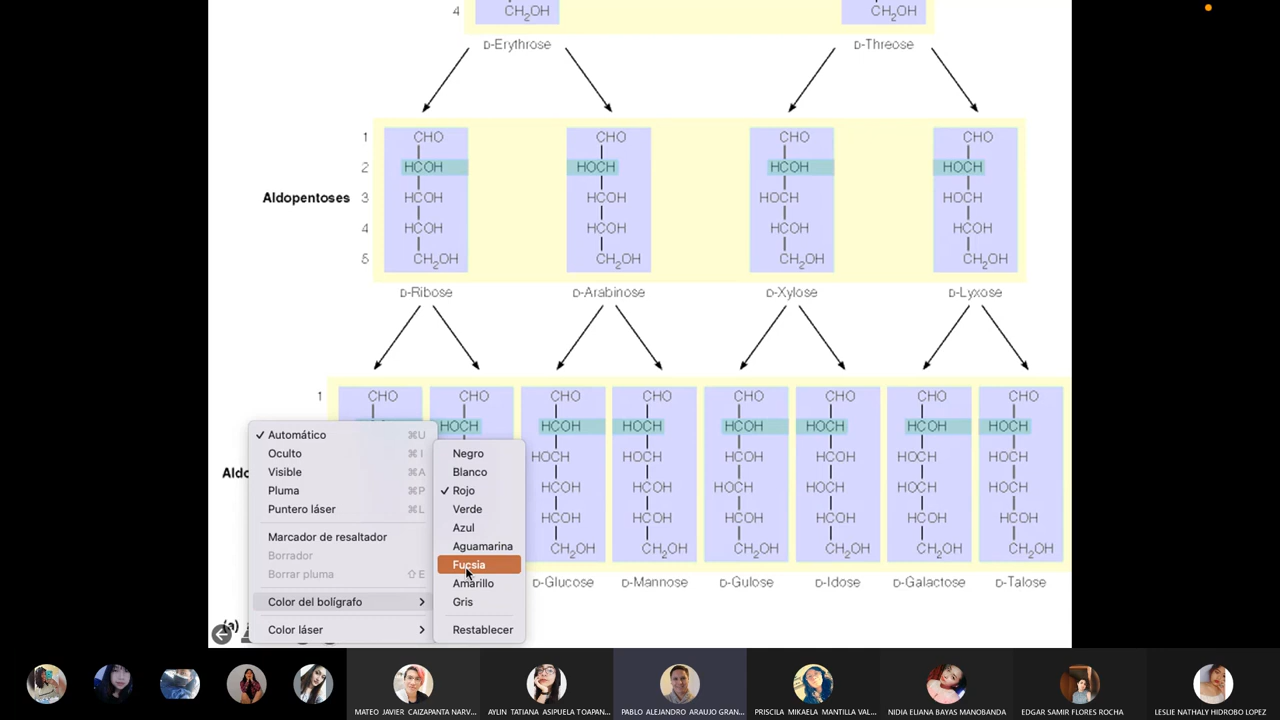 4 CH2OH CH2OH
D-Erythrose D-Threose
1 CHO CHO CHO CHO
2 HCOH HOCH HCOH HOCH
Aldopentoses 3 HCOH HCOH HOCH HOCH
4 HCOH HCOH HCOH HCOH
5 CH2OH CH2OH CH2OH CH2OH
D-Ribose D-Arabinose D-Xylose D-Lyxose
1 CHO CHO CHO CHO CHO CHO CHO CHO
HOCH HCOH HOCH HCOH HOCH HCOH HOCH
HOCH HOCH HCOH HCOH HOCH HOCH
Aldo
HCOH HCOH HOCH HOCH HOCH HOCH
HCOH HCOH HCOH HCOH HCOH HCOH
CH2OH CH2OH CH2OH CH2OH CH2OH CH2OH
D-Glucose D-Mannose D-Gulose D-Idose D-Galactose D-Talose
(a)
✓ Automático ⌘U
Oculto ⌘I
Visible ⌘A
Pluma ⌘P
Puntero láser ⌘L
Marcador de resaltador
Borrador
Borrar pluma ⇧E
Color del bolígrafo >
Color láser >
Negro
Blanco
✓ Rojo
Verde
Azul
Aguamarina
Fucsia
Amarillo
Gris
Restablecer
MATEO JAVIER CAIZAPANTA NARV... AYLIN TATIANA ASIPUELA TOAPAN... PABLO ALEJANDRO ARAUJO GRAN... PRISCILA MIKAELA MANTILLA VAL... NIDIA ELIANA BAYAS MANOBANDA EDGAR SAMIR FLORES ROCHA LESLIE NATHALY HIDROBO LOPEZ